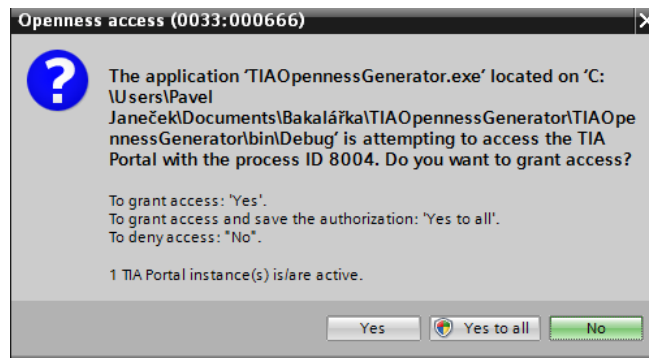 Openness access (0033:000666)
The application ‘TIAOpennessGenerator.exe’ located on ‘C:
\Users\Pavel
Janeček\Documents\Bakalářka\TIAOpennessGenerator\TIAOpe
nnessGenerator\bin\Debug’ is attempting to access the TIA
Portal with the process ID 8004. Do you want to grant access?
To grant access: 'Yes'.
To grant access and save the authorization: 'Yes to all'.
To deny access: "No".
1 TIA Portal instance(s) is/are active.
Yes Yes to all No